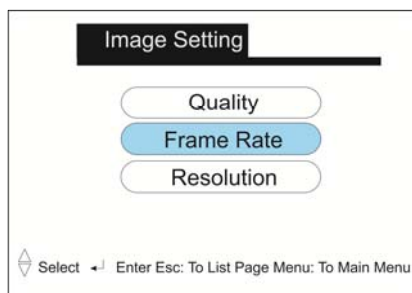 Image Setting
Quality
Frame Rate
Resolution
Select Enter Esc: To List Page Menu: To Main Menu